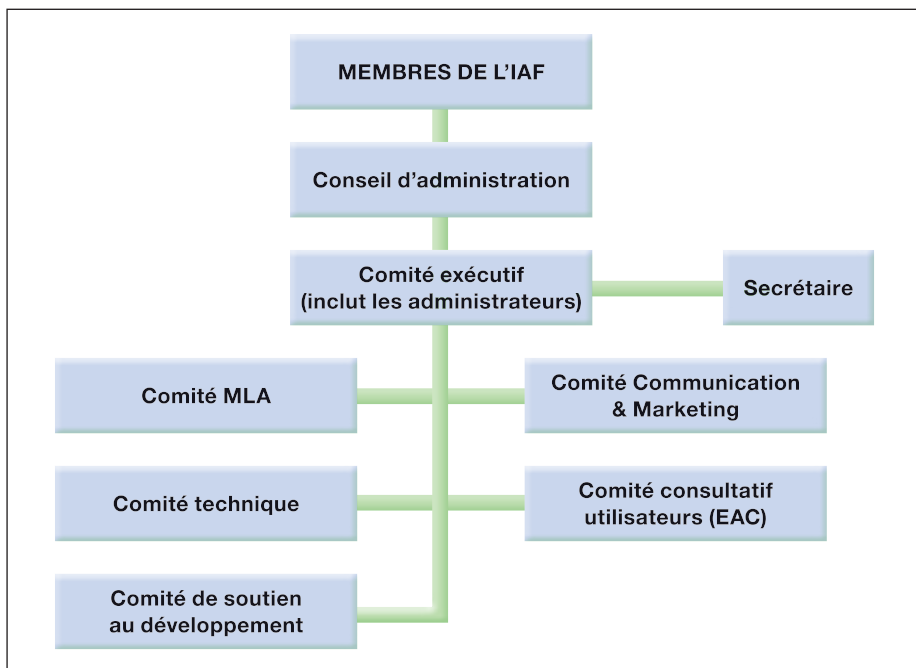 MEMBRES DE L’IAF
Conseil d’administration
Comité exécutif
(inclut les administrateurs)
Secrétaire
Comité MLA
Comité Communication
& Marketing
Comité technique
Comité consultatif
utilisateurs (EAC)
Comité de soutien
au développement